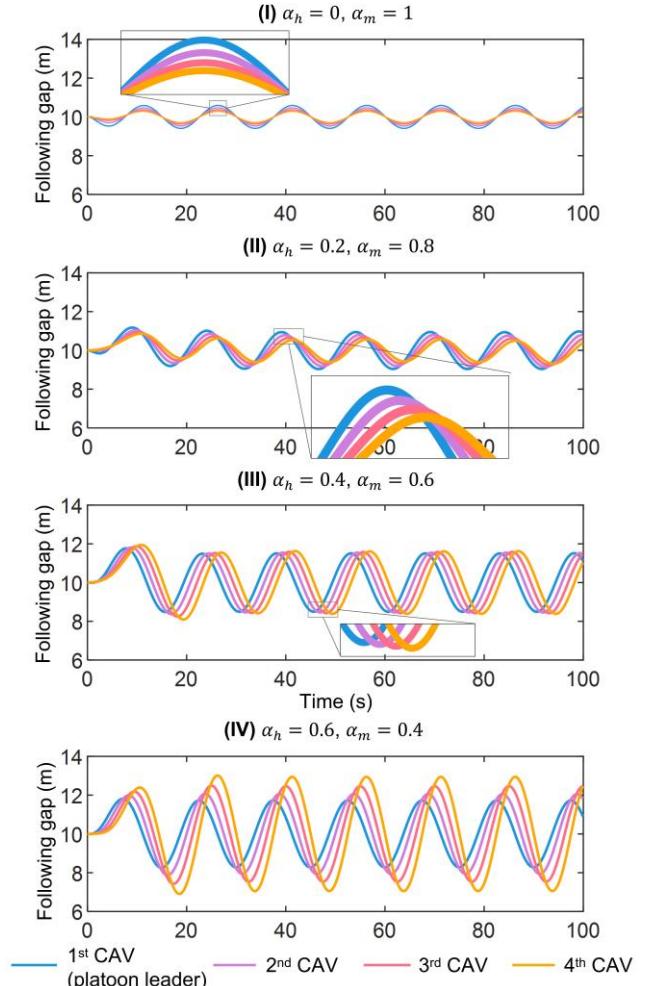 (I) αₕ = 0, αₘ = 1
14
12
10
8
6
Following gap (m)
0 20 40 60 80 100
(II) αₕ = 0.2, αₘ = 0.8
14
12
10
8
6
Following gap (m)
0 20 40 60 80 100
(III) αₕ = 0.4, αₘ = 0.6
14
12
10
8
6
Following gap (m)
0 20 40 60 80 100
Time (s)
(IV) αₕ = 0.6, αₘ = 0.4
14
12
10
8
6
Following gap (m)
0 20 40 60 80 100
1ˢᵗ CAV
(platoon leader)
2ⁿᵈ CAV
3ʳᵈ CAV
4ᵗʰ CAV